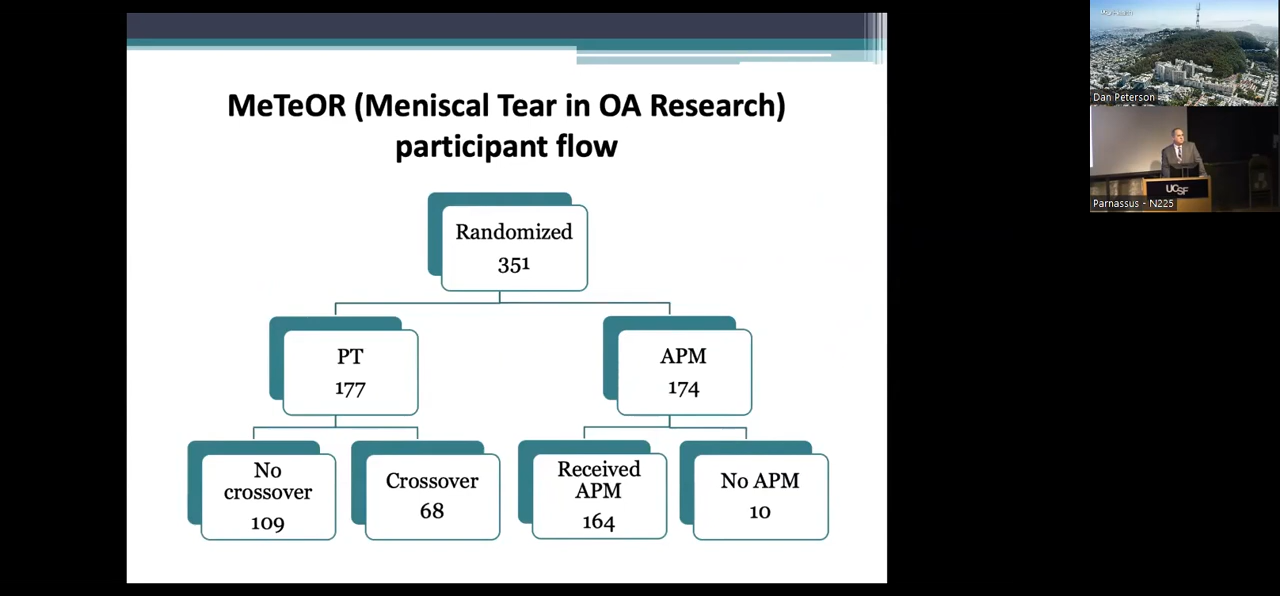 MeTeOR (Meniscal Tear in OA Research)
participant flow
Randomized
351
PT
177
APM
174
No
crossover
109
Crossover
68
Received
APM
164
No APM
10
Dan Peterson
UCSF
Parnassus - N225